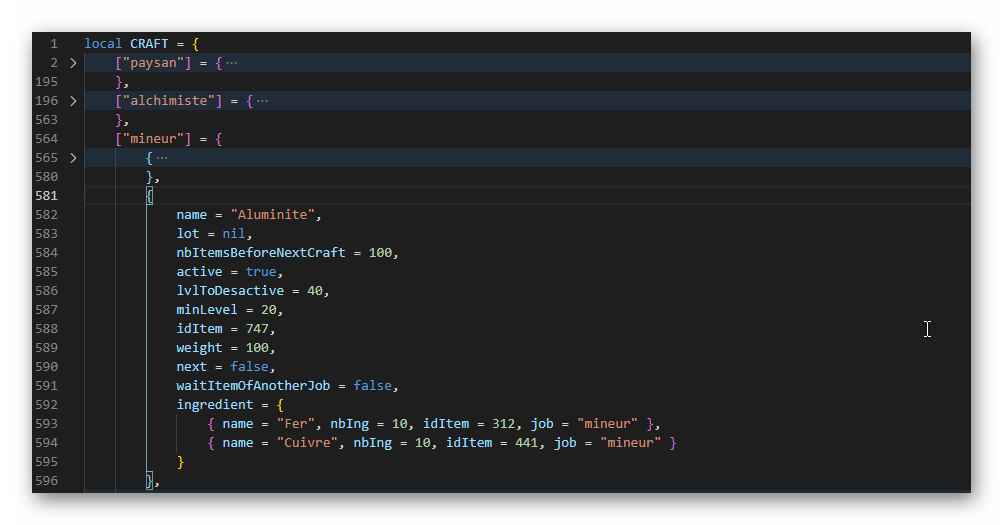 1 local CRAFT = {
2 > ["paysan"] = { ···
195 },
196 > ["alchimiste"] = { ···
563 },
564 ["mineur"] = {
565 > { ···
580 },
581 {
582 name = "Aluminite",
583 lot = nil,
584 nbItemsBeforeNextCraft = 100,
585 active = true,
586 lvlToDesactive = 40,
587 minLevel = 20,
588 idItem = 747,
589 weight = 100,
590 next = false,
591 waitItemOfAnotherJob = false,
592 ingredient = {
593 { name = "Fer", nbIng = 10, idItem = 312, job = "mineur" },
594 { name = "Cuivre", nbIng = 10, idItem = 441, job = "mineur" }
595 }
596 },